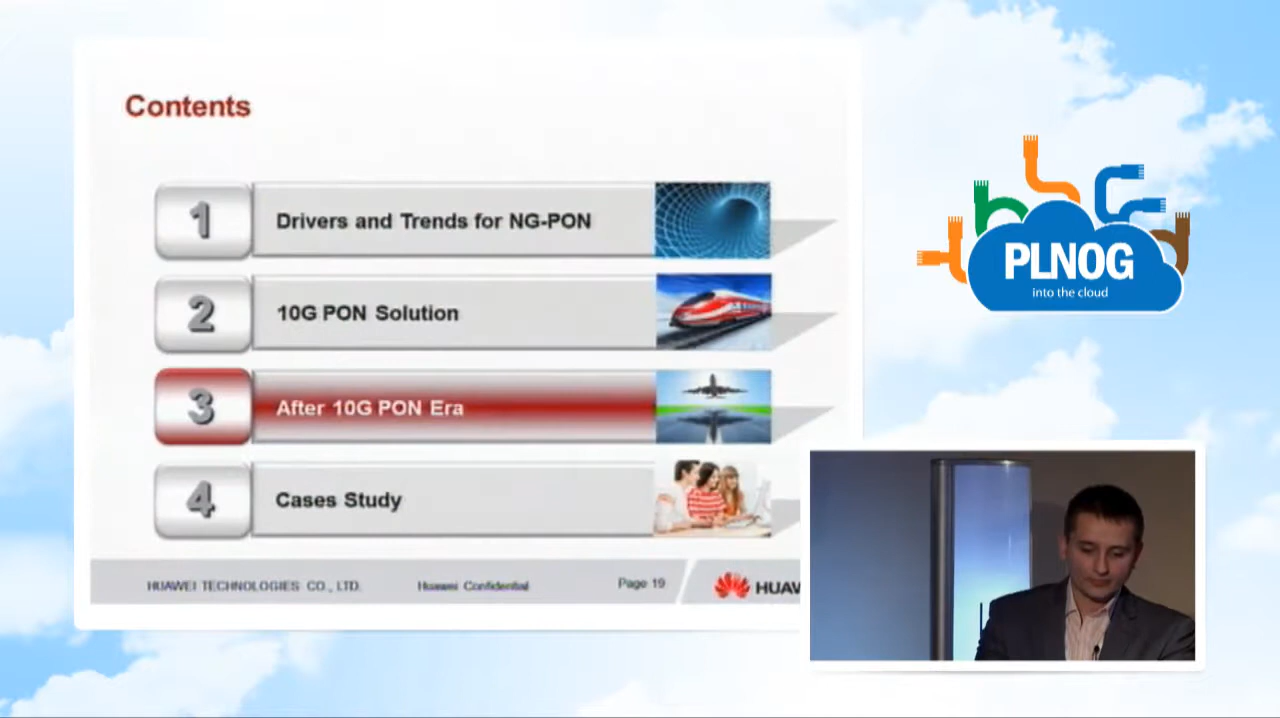 Contents
1
Drivers and Trends for NG-PON
2
10G PON Solution
3
After 10G PON Era
4
Cases Study
HUAWEI TECHNOLOGIES CO., LTD.
Huawei Confidential
Page 19
HUAW
PLNOG
into the cloud